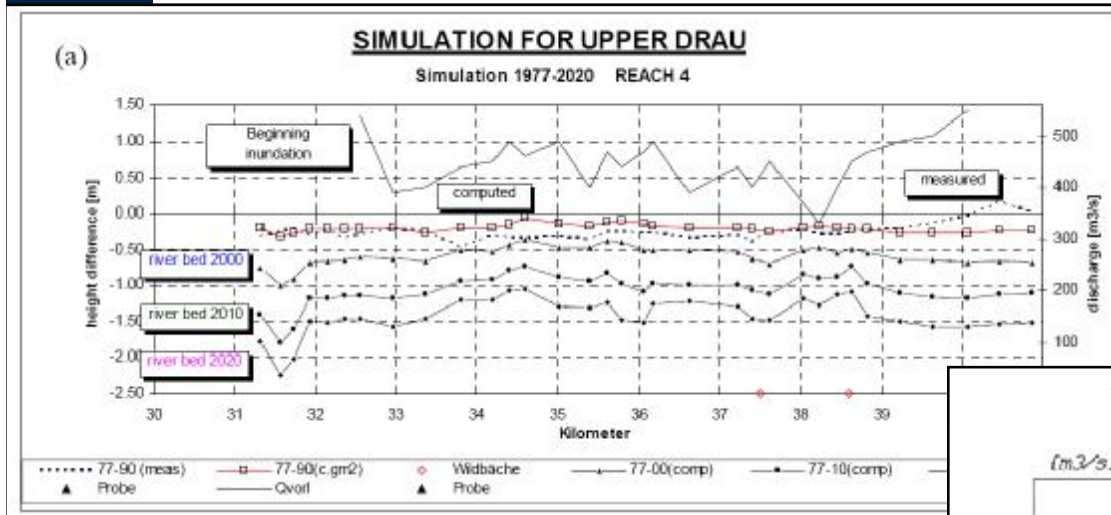 (a)
SIMULATION FOR UPPER DRAU
Simulation 1977-2020 REACH 4
1.50
1.00
0.50
0.00
-0.50
-1.00
-1.50
-2.00
-2.50
height difference [m]
Beginning
inundation
computed
measured
river bed 2000
river bed 2010
river bed 2020
500
400
300
200
100
discharge [m3/s]
30 31 32 33 34 35 36 37 38 39
Kilometer
77-90 (meas) 77-90(c.gm2) Wildbäche 77-00(comp) 77-10(comp)
Probe Qvorl Probe
[m3/s